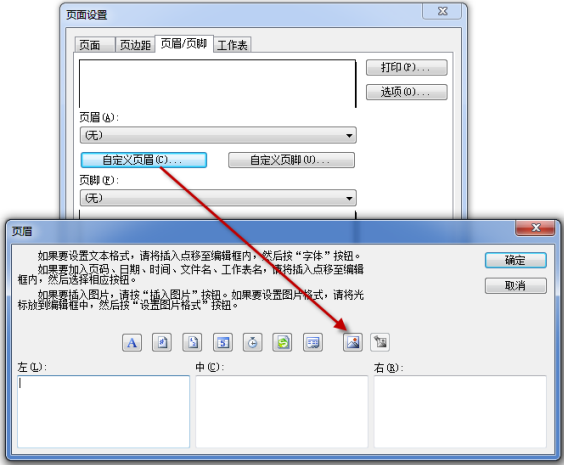 页面设置
页面 页边距 页眉/页脚 工作表
打印(P)...
选项(O)...
页眉(A):
(无)
自定义页眉(C)... 自定义页脚(U)...
页脚(F):
(无)
页眉
如果要设置文本格式，请将插入点移至编辑框内，然后按“字体”按钮。
如果要加入页码、日期、时间、文件名、工作表名，请将插入点移至编辑
框内，然后选择相应按钮。
如果要插入图片，请按“插入图片”按钮。如果要设置图片格式，请将光
标放到编辑框中，然后按“设置图片格式”按钮。
确定
取消
A
左(L): 中(C): 右(R):